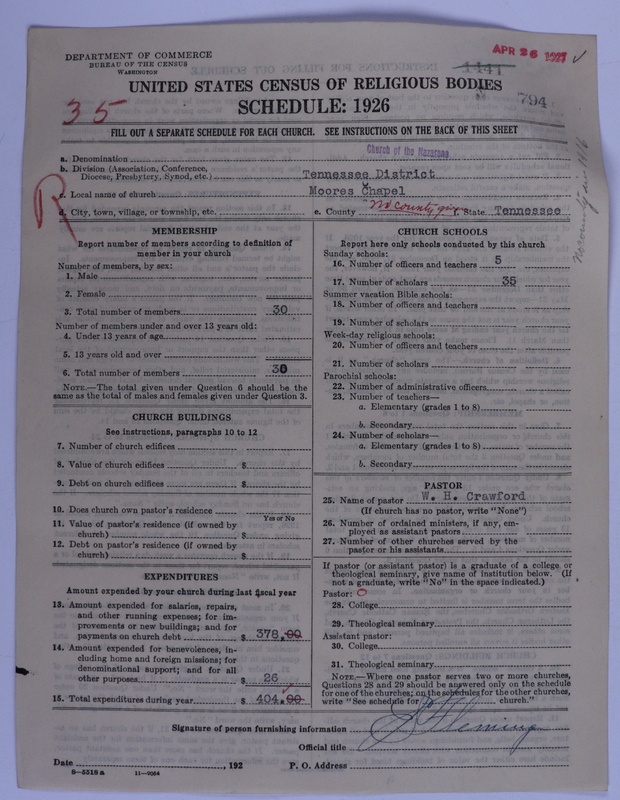 DEPARTMENT OF COMMERCE
BUREAU OF THE CENSUS
WASHINGTON
APR 26 1927 ✓
1441
794
35
UNITED STATES CENSUS OF RELIGIOUS BODIES
SCHEDULE: 1926
FILL OUT A SEPARATE SCHEDULE FOR EACH CHURCH. SEE INSTRUCTIONS ON THE BACK OF THIS SHEET
a. Denomination Church of the Nazarene
b. Division (Association, Conference,
Diocese, Presbytery, Synod, etc.) Tennessee District
c. Local name of church Moores Chapel
d. City, town, village, or township, etc. e. County No county given f. State Tennessee
R
MEMBERSHIP
Report number of members according to definition of
member in your church
Number of members, by sex:
1. Male
2. Female
3. Total number of members 30
Number of members under and over 13 years old:
4. Under 13 years of age
5. 13 years old and over
6. Total number of members 30
NOTE.—The total given under Question 6 should be the
same as the total of males and females given under Question 3.
CHURCH BUILDINGS
See instructions, paragraphs 10 to 12
7. Number of church edifices
8. Value of church edifices $
9. Debt on church edifices $
10. Does church own pastor's residence
Yes or No
11. Value of pastor's residence (if owned by
church) $
12. Debt on pastor's residence (if owned by
church) $
EXPENDITURES
Amount expended by your church during last fiscal year
13. Amount expended for salaries, repairs,
and other running expenses; for im-
provements or new buildings; and for
payments on church debt $ 378.00
14. Amount expended for benevolences, in-
cluding home and foreign missions; for
denominational support; and for all
other purposes $ 26
15. Total expenditures during year $ 404.00
CHURCH SCHOOLS
Report here only schools conducted by this church
Sunday schools:
16. Number of officers and teachers 5
17. Number of scholars 35
Summer vacation Bible schools:
18. Number of officers and teachers
19. Number of scholars
Week-day religious schools:
20. Number of officers and teachers
21. Number of scholars
Parochial schools:
22. Number of administrative officers
23. Number of teachers—
a. Elementary (grades 1 to 8)
b. Secondary
24. Number of scholars—
a. Elementary (grades 1 to 8)
b. Secondary
PASTOR
25. Name of pastor W. H. Crawford
(If church has no pastor, write "None")
26. Number of ordained ministers, if any, em-
ployed as assistant pastors
27. Number of other churches served by the
pastor or his assistants
If pastor (or assistant pastor) is a graduate of a college or
theological seminary, give name of institution below. (If
not a graduate, write "No" in the space indicated.)
Pastor: O
28. College
29. Theological seminary
Assistant pastor:
30. College
31. Theological seminary
NOTE.—Where one pastor serves two or more churches,
Questions 28 and 29 should be answered only on the schedule
for one of the churches; on the schedules for the other churches,
write "See schedule for church."
Signature of person furnishing information Fleming
Official title
Date , 192 P. O. Address
8-5518 a 11-9064